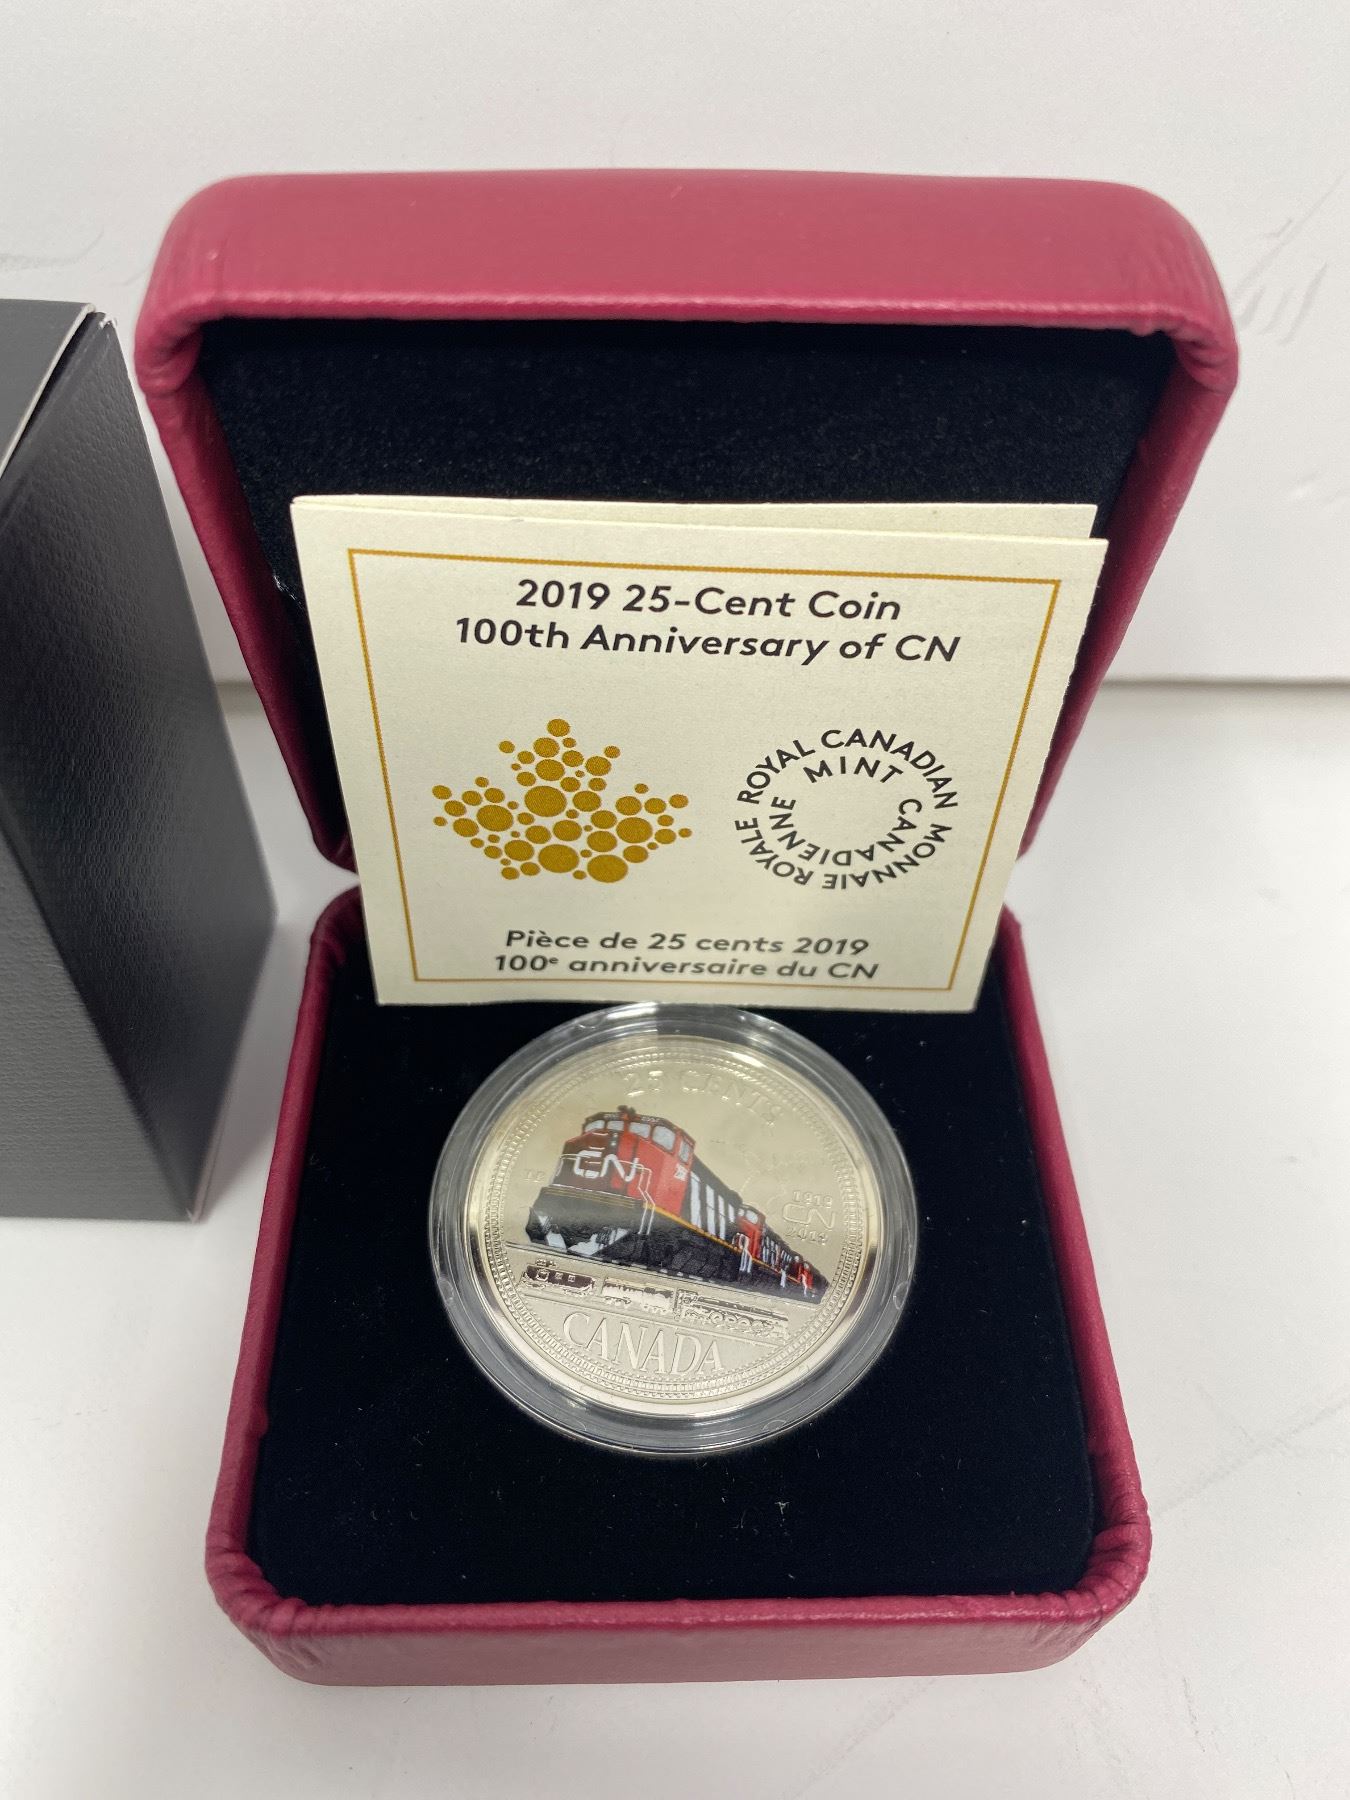 2019 25-Cent Coin
100th Anniversary of CN
ROYAL CANADIAN
MINT
MONNAIE ROYALE
CANADIENNE
Pièce de 25 cents 2019
100e anniversaire du CN
25 CENTS
CN
1919
CN
2019
CANADA